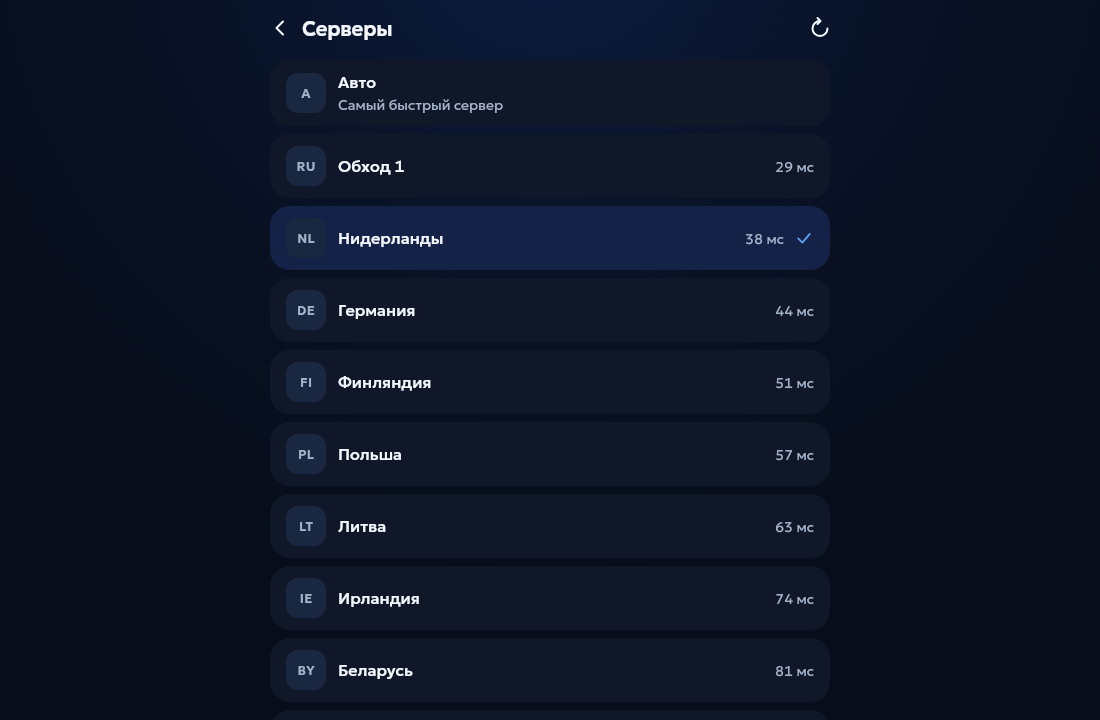 Серверы
A
Авто
Самый быстрый сервер
RU
Обход 1
29 мс
NL
Нидерланды
38 мс
DE
Германия
44 мс
FI
Финляндия
51 мс
PL
Польша
57 мс
LT
Литва
63 мс
IE
Ирландия
74 мс
BY
Беларусь
81 мс